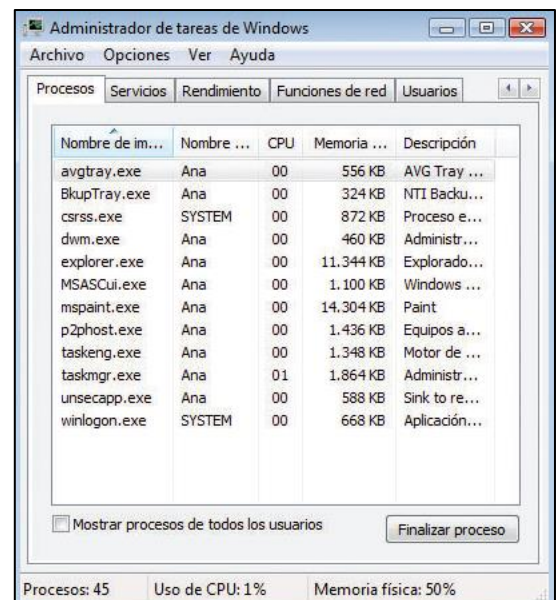 Administrador de tareas de Windows
Archivo Opciones Ver Ayuda
Procesos Servicios Rendimiento Funciones de red Usuarios
Nombre de im... Nombre ... CPU Memoria ... Descripción
avgtray.exe Ana 00 556 KB AVG Tray ...
BkupTray.exe Ana 00 324 KB NTI Backu...
csrss.exe SYSTEM 00 872 KB Proceso e...
dwm.exe Ana 00 460 KB Administr...
explorer.exe Ana 00 11.344 KB Explorado...
MSASCui.exe Ana 00 1.100 KB Windows ...
mspaint.exe Ana 00 14.304 KB Paint
p2phost.exe Ana 00 1.436 KB Equipos a...
taskeng.exe Ana 00 1.348 KB Motor de ...
taskmgr.exe Ana 01 1.864 KB Administr...
unsecapp.exe Ana 00 588 KB Sink to re...
winlogon.exe SYSTEM 00 668 KB Aplicación...
Mostrar procesos de todos los usuarios Finalizar proceso
Procesos: 45 Uso de CPU: 1% Memoria física: 50%